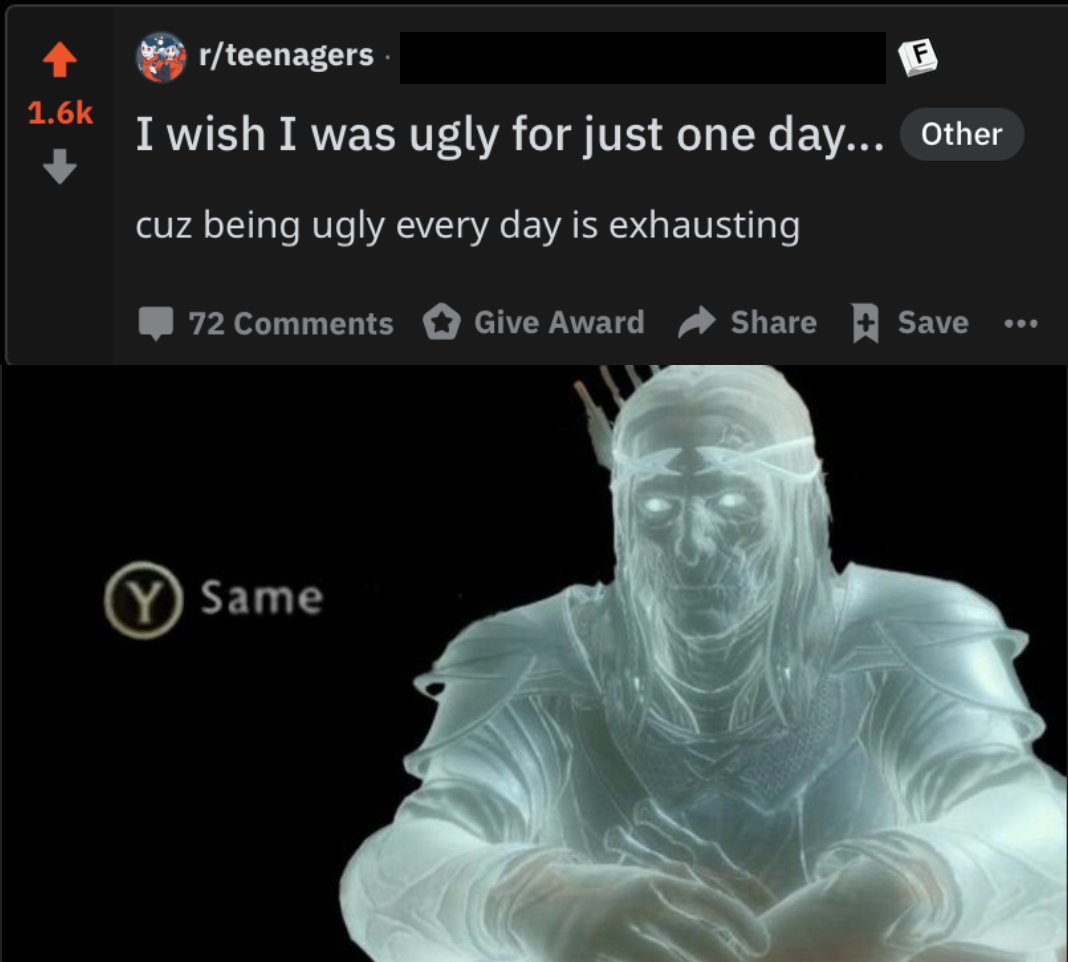 r/teenagers ·
F
I wish I was ugly for just one day... Other
1.6k
cuz being ugly every day is exhausting
72 Comments Give Award Share Save ...
Y Same